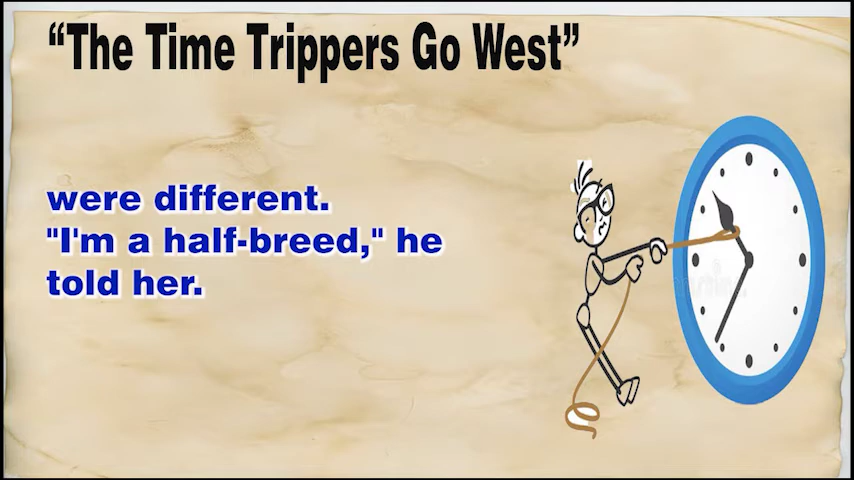 “The Time Trippers Go West”
were different.
"I'm a half-breed," he
told her.